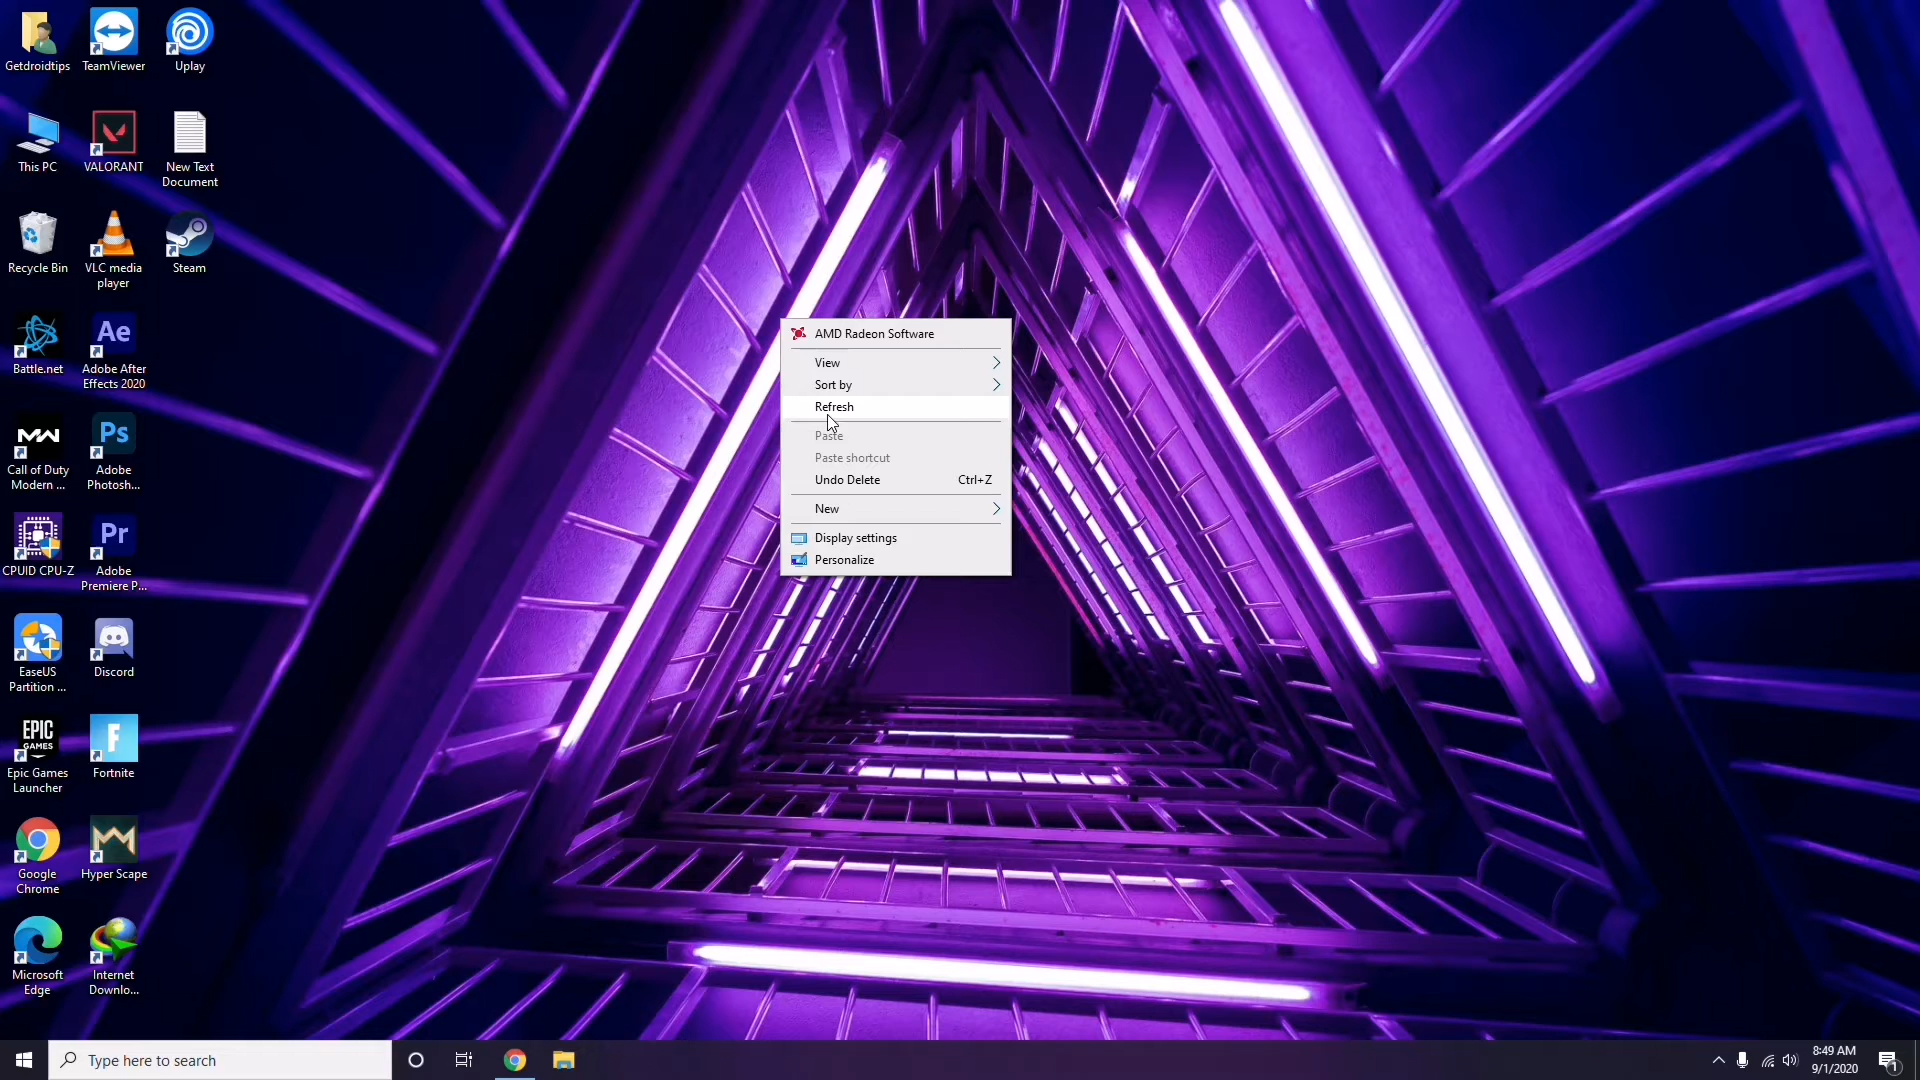 Getdroidtips
TeamViewer
Uplay
This PC
VALORANT
New Text
Document
Recycle Bin
VLC media
player
Steam
Battle.net
Ae
Adobe After
Effects 2020
MW
Call of Duty
Modern ...
Ps
Adobe
Photosh...
CPUID CPU-Z
Pr
Adobe
Premiere P...
EaseUS
Partition ...
Discord
EPIC
GAMES
Epic Games
Launcher
F
Fortnite
Google
Chrome
Hyper Scape
Microsoft
Edge
Internet
Downlo...
AMD Radeon Software
View
Sort by
Refresh
Paste
Paste shortcut
Undo Delete Ctrl+Z
New
Display settings
Personalize
Type here to search
8:49 AM
9/1/2020
1